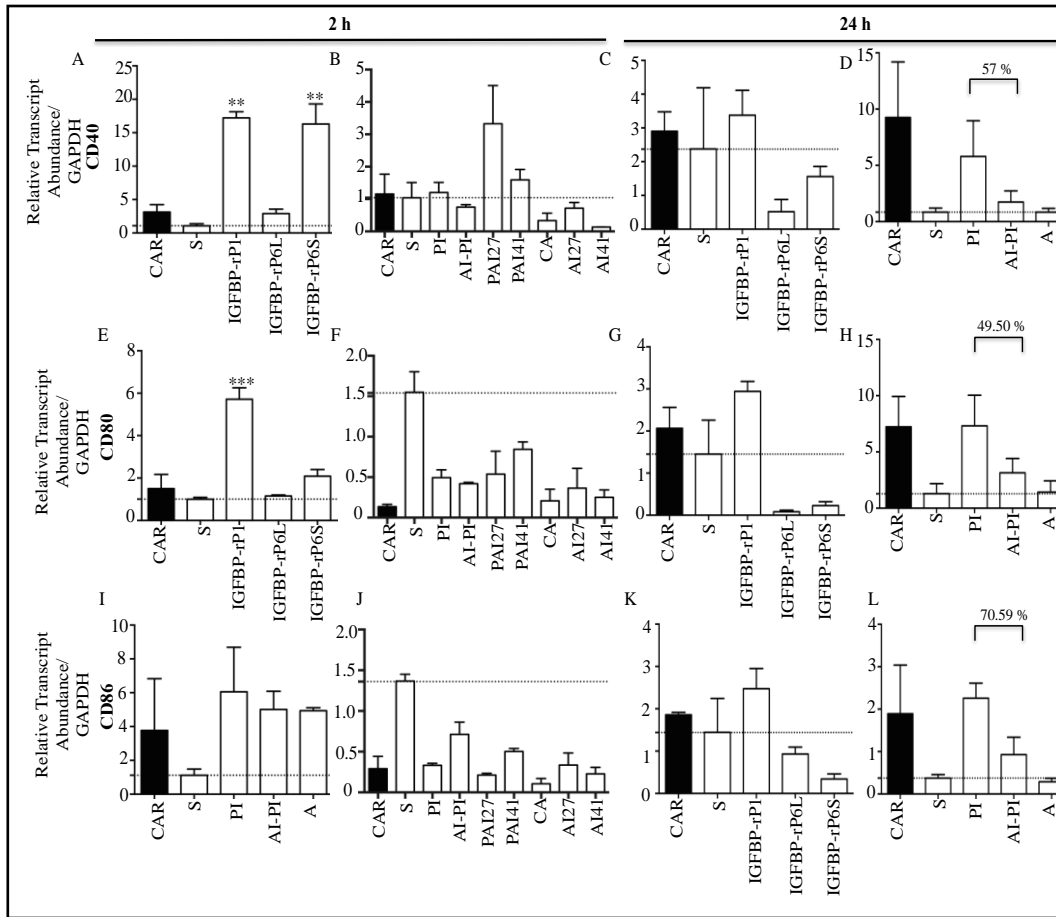 2 h
24 h
A
Relative Transcript
Abundance/
GAPDH
CD40
25
20
15
10
5
0
**
**
CAR
S
IGFBP-rP1
IGFBP-rP6L
IGFBP-rP6S
B
5
4
3
2
1
0
CAR
S
PI
AI-PI
PAI27
PAI41
CA
AI27
AI41
C
5
4
3
2
1
0
CAR
S
IGFBP-rP1
IGFBP-rP6L
IGFBP-rP6S
D
15
10
5
0
57 %
CAR
S
PI
AI-PI
A
E
Relative Transcript
Abundance/
GAPDH
CD80
8
6
4
2
0
***
CAR
S
IGFBP-rP1
IGFBP-rP6L
IGFBP-rP6S
F
2.0
1.5
1.0
0.5
0.0
CAR
S
PI
AI-PI
PAI27
PAI41
CA
AI27
AI41
G
4
3
2
1
0
CAR
S
IGFBP-rP1
IGFBP-rP6L
IGFBP-rP6S
H
15
10
5
0
49.50 %
CAR
S
PI
AI-PI
A
I
Relative Transcript
Abundance/
GAPDH
CD86
10
8
6
4
2
0
CAR
S
PI
AI-PI
A
J
2.0
1.5
1.0
0.5
0.0
CAR
S
PI
AI-PI
PAI27
PAI41
CA
AI27
AI41
K
4
3
2
1
0
CAR
S
IGFBP-rP1
IGFBP-rP6L
IGFBP-rP6S
L
4
3
2
1
0
70.59 %
CAR
S
PI
AI-PI
A